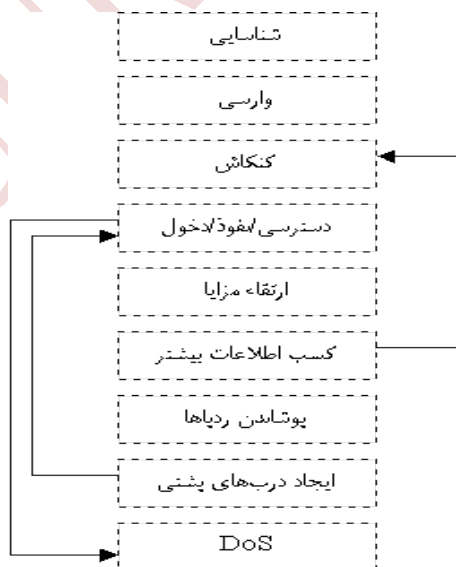 شناسایی
وارسی
کنکاش
دسترسی/نفوذ/دخول
ارتقاء مزایا
کسب اطلاعات بیشتر
پوشاندن ردپاها
ایجاد درب‌های پشتی
DoS